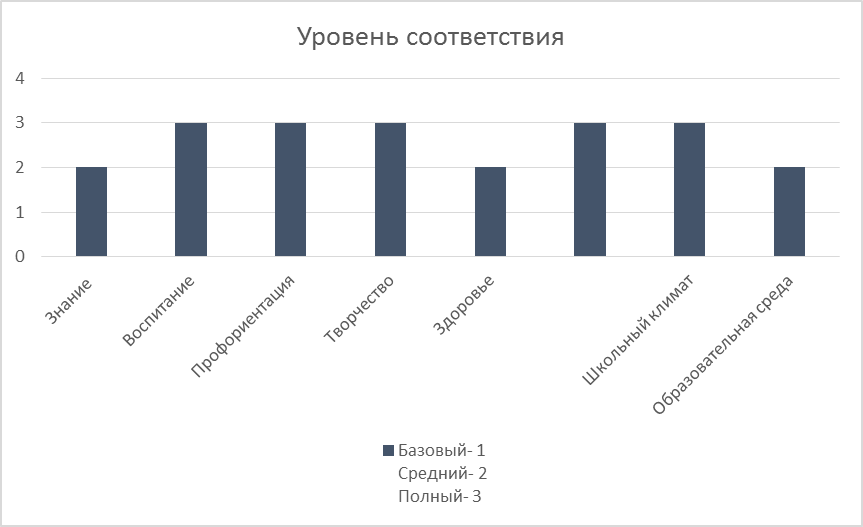 Уровень соответствия
4
3
2
1
0
Знание
Воспитание
Профориентация
Творчество
Здоровье
Школьный климат
Образовательная среда
Базовый- 1
Средний- 2
Полный- 3